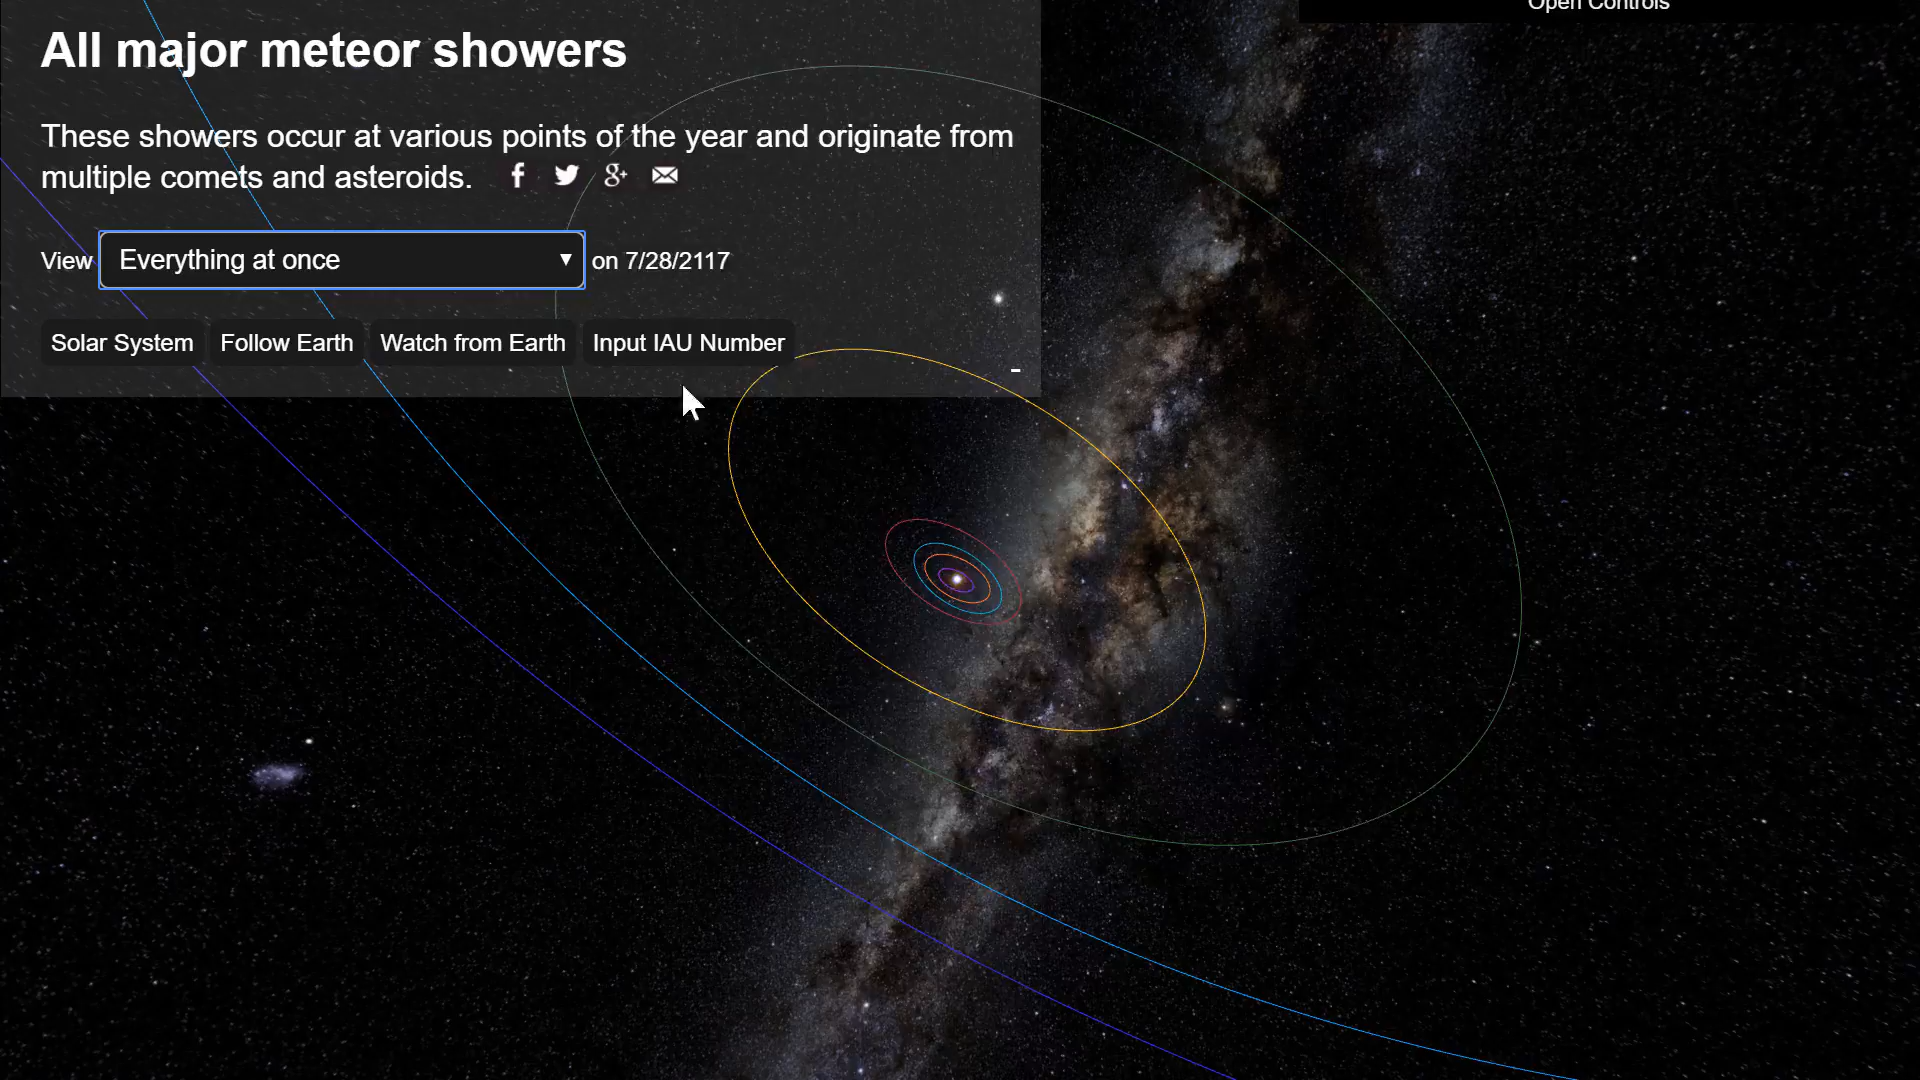 Open Controls
All major meteor showers
These showers occur at various points of the year and originate from
multiple comets and asteroids. f g+
View Everything at once ▼ on 7/28/2117
Solar System Follow Earth Watch from Earth Input IAU Number
-